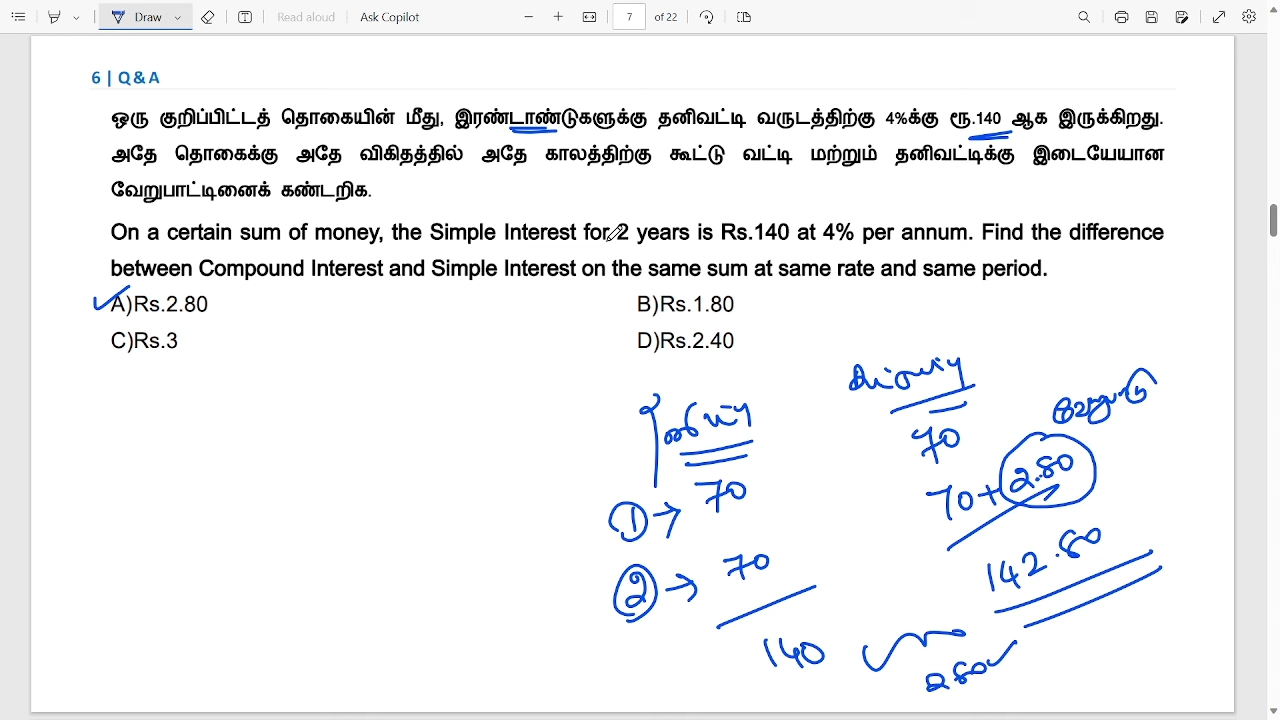 Draw
Read aloud
Ask Copilot
7
of 22
6 | Q&A
ஒரு குறிப்பிட்டத் தொகையின் மீது, இரண்டாண்டுகளுக்கு தனிவட்டி வருடத்திற்கு 4%க்கு ரூ.140 ஆக இருக்கிறது.
அதே தொகைக்கு அதே விகிதத்தில் அதே காலத்திற்கு கூட்டு வட்டி மற்றும் தனிவட்டிக்கு இடையேயான
வேறுபாட்டினைக் கண்டறிக.
On a certain sum of money, the Simple Interest for 2 years is Rs.140 at 4% per annum. Find the difference
between Compound Interest and Simple Interest on the same sum at same rate and same period.
A)Rs.2.80
B)Rs.1.80
C)Rs.3
D)Rs.2.40
70
1 → 70
70+2.80
2 → 70
142.80
140
2.80